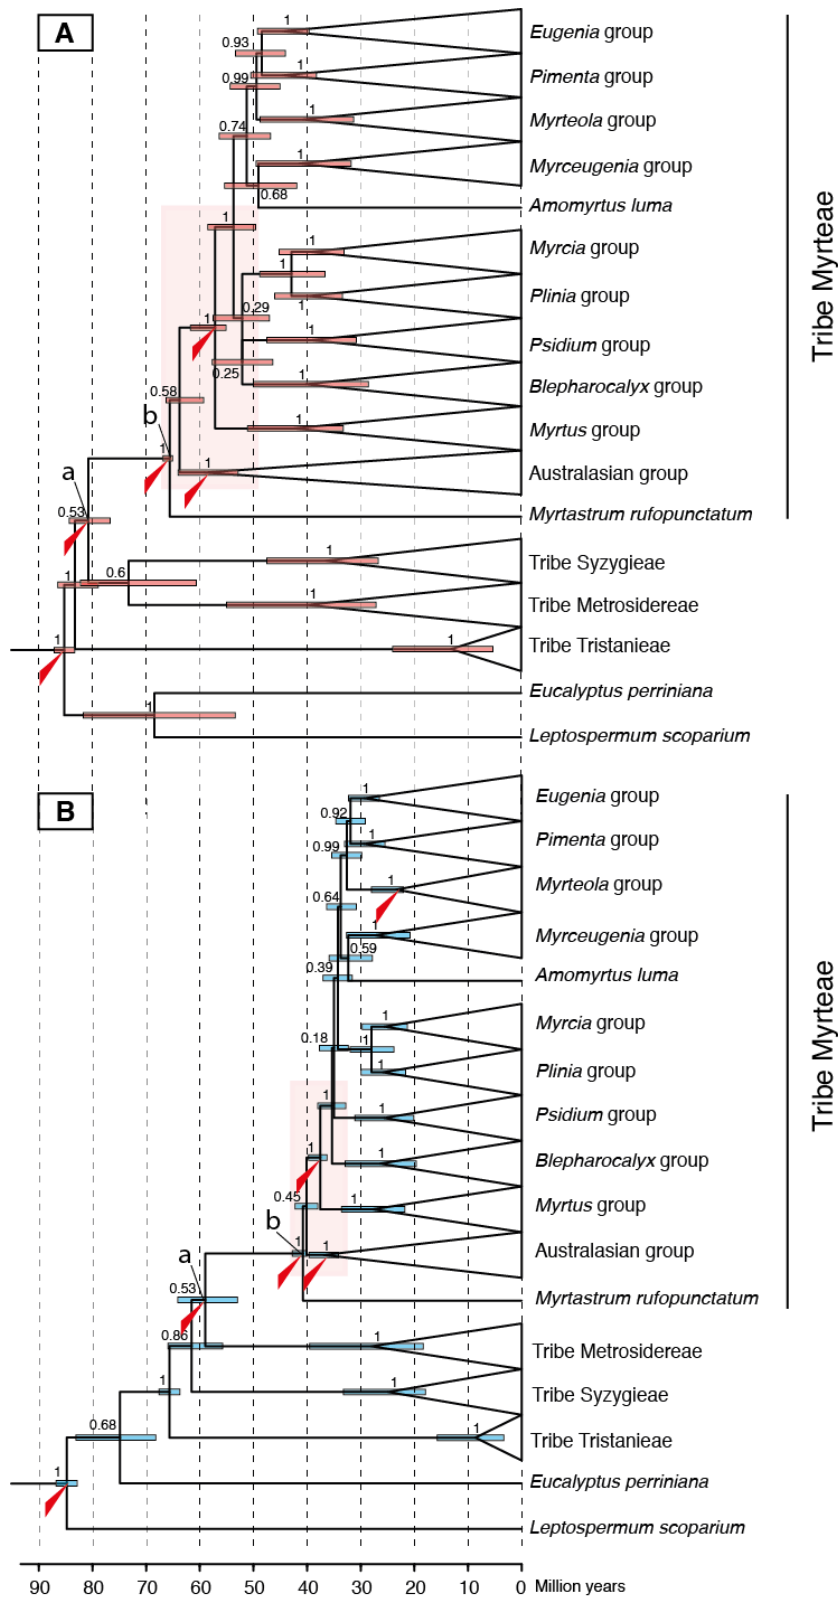 A
1
Eugenia group
0.93
1
Pimenta group
0.99
1
Myrteola group
0.74
1
Myrceugenia group
0.68
Amomyrtus luma
1
1
Myrcia group
1
1
Plinia group
0.29
1
1
Psidium group
0.25
1
Blepharocalyx group
0.58
b
1
Myrtus group
1
1
Australasian group
a
0.53
Myrtastrum rufopunctatum
Tribe Myrteae
1
0.6
1
Tribe Syzygieae
1
Tribe Metrosidereae
1
1
Tribe Tristanieae
Eucalyptus perriniana
1
Leptospermum scoparium
B
1
Eugenia group
0.92
1
Pimenta group
0.99
1
Myrteola group
0.64
1
Myrceugenia group
0.59
0.39
Amomyrtus luma
1
Myrcia group
0.18
1
1
Plinia group
1
1
Psidium group
1
1
Blepharocalyx group
0.45
1
Myrtus group
b
1
1
Australasian group
a
0.53
Myrtastrum rufopunctatum
Tribe Myrteae
0.86
1
Tribe Metrosidereae
1
1
Tribe Syzygieae
0.68
1
Tribe Tristanieae
1
Eucalyptus perriniana
Leptospermum scoparium
90 80 70 60 50 40 30 20 10 0 Million years